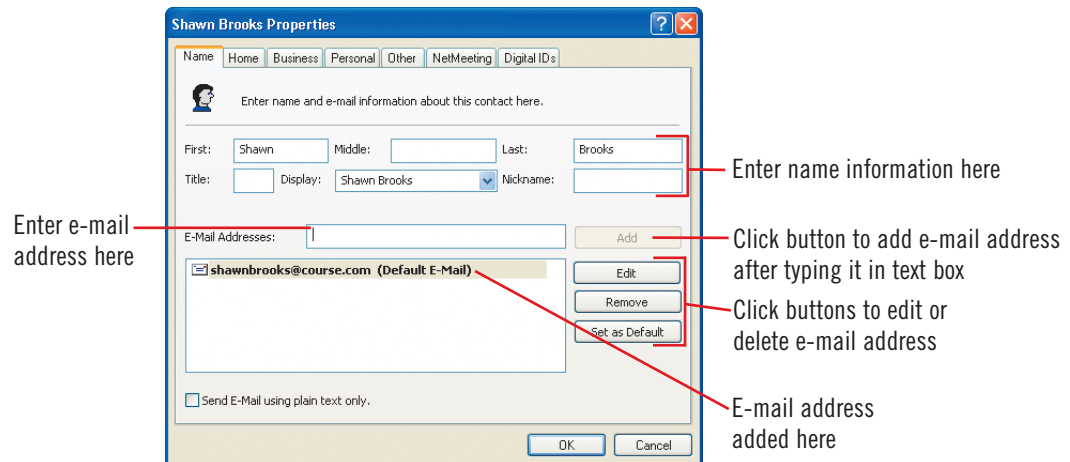 Shawn Brooks Properties
Name Home Business Personal Other NetMeeting Digital IDs
Enter name and e-mail information about this contact here.
First: Shawn Middle: Last: Brooks
Title: Display: Shawn Brooks Nickname:
Enter name information here
Enter e-mail
address here
E-Mail Addresses: Add
Click button to add e-mail address
after typing it in text box
shawnbrooks@course.com (Default E-Mail)
Edit
Remove
Set as Default
Click buttons to edit or
delete e-mail address
Send E-Mail using plain text only.
E-mail address
added here
OK Cancel